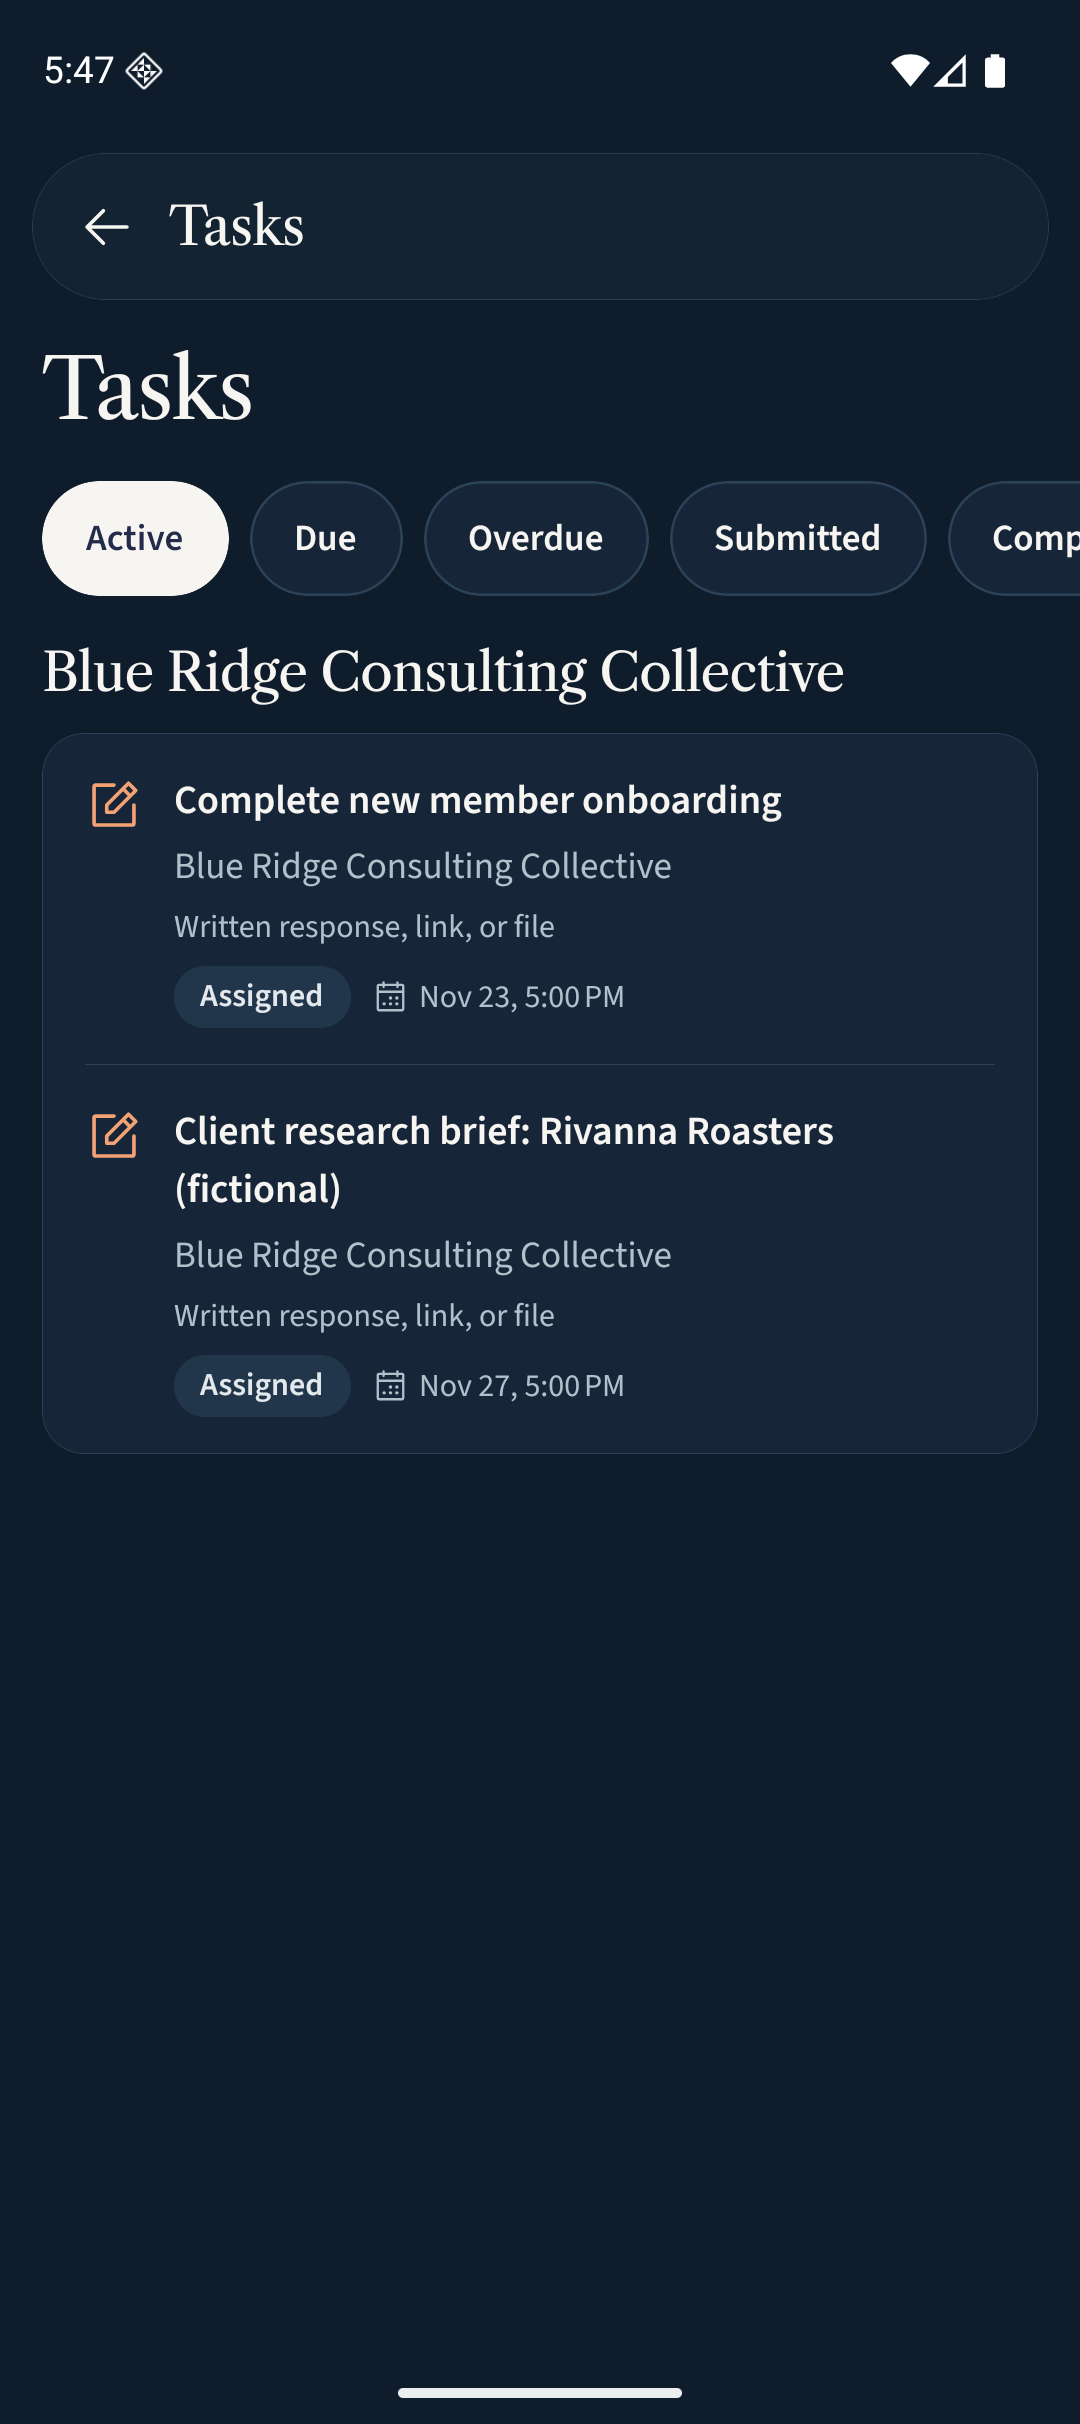 5:47
Tasks
Tasks
Active
Due
Overdue
Submitted
Comp
Blue Ridge Consulting Collective
Complete new member onboarding
Blue Ridge Consulting Collective
Written response, link, or file
Assigned
Nov 23, 5:00 PM
Client research brief: Rivanna Roasters
(fictional)
Blue Ridge Consulting Collective
Written response, link, or file
Assigned
Nov 27, 5:00 PM